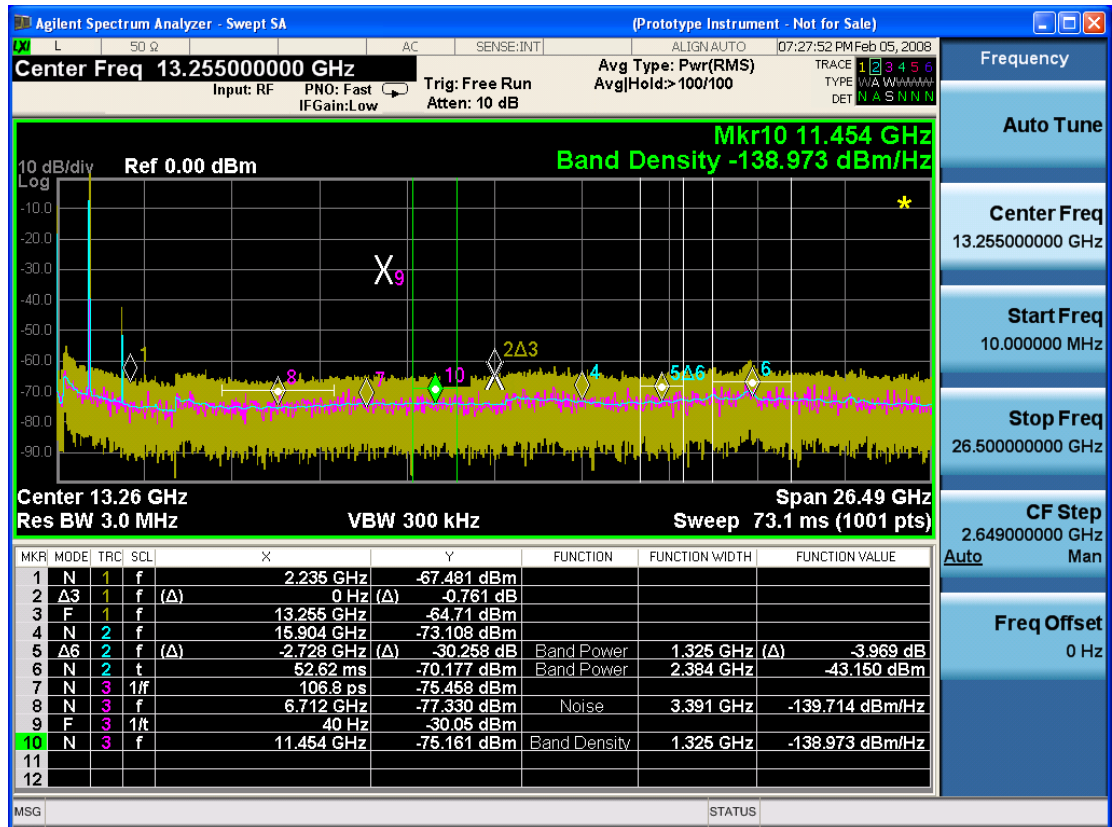 Agilent Spectrum Analyzer - Swept SA (Prototype Instrument - Not for Sale)
LXI L 50 Ω AC SENSE:INT ALIGN AUTO 07:27:52 PM Feb 05, 2008
Center Freq 13.255000000 GHz
Input: RF PNO: Fast IFGain:Low
Trig: Free Run
Atten: 10 dB
Avg Type: Pwr(RMS)
Avg|Hold:> 100/100
TRACE 1 2 3 4 5 6
TYPE W A W W W W
DET N A S N N N
Mkr10 11.454 GHz
Band Density -138.973 dBm/Hz
10 dB/div
Log
Ref 0.00 dBm
-10.0
-20.0
-30.0
-40.0
-50.0
-60.0
-70.0
-80.0
-90.0
X9
1
2Δ3
8
7
10
4
5Δ6
6
Center 13.26 GHz Span 26.49 GHz
Res BW 3.0 MHz VBW 300 kHz Sweep 73.1 ms (1001 pts)
MKR MODE TRC SCL X Y FUNCTION FUNCTION WIDTH FUNCTION VALUE
1 N 1 f 2.235 GHz -67.481 dBm
2 Δ3 1 f (Δ) 0 Hz (Δ) -0.761 dB
3 F 1 f 13.255 GHz -64.71 dBm
4 N 2 f 15.904 GHz -73.108 dBm
5 Δ6 2 f (Δ) -2.728 GHz (Δ) -30.258 dB Band Power 1.325 GHz (Δ) -3.969 dB
6 N 2 t 52.62 ms -70.177 dBm Band Power 2.384 GHz -43.150 dBm
7 N 3 1/f 106.8 ps -75.458 dBm
8 N 3 f 6.712 GHz -77.330 dBm Noise 3.391 GHz -139.714 dBm/Hz
9 F 3 1/t 40 Hz -30.05 dBm
10 N 3 f 11.454 GHz -75.161 dBm Band Density 1.325 GHz -138.973 dBm/Hz
11
12
MSG STATUS
Frequency
Auto Tune
Center Freq
13.255000000 GHz
Start Freq
10.000000 MHz
Stop Freq
26.500000000 GHz
CF Step
2.649000000 GHz
Auto Man
Freq Offset
0 Hz